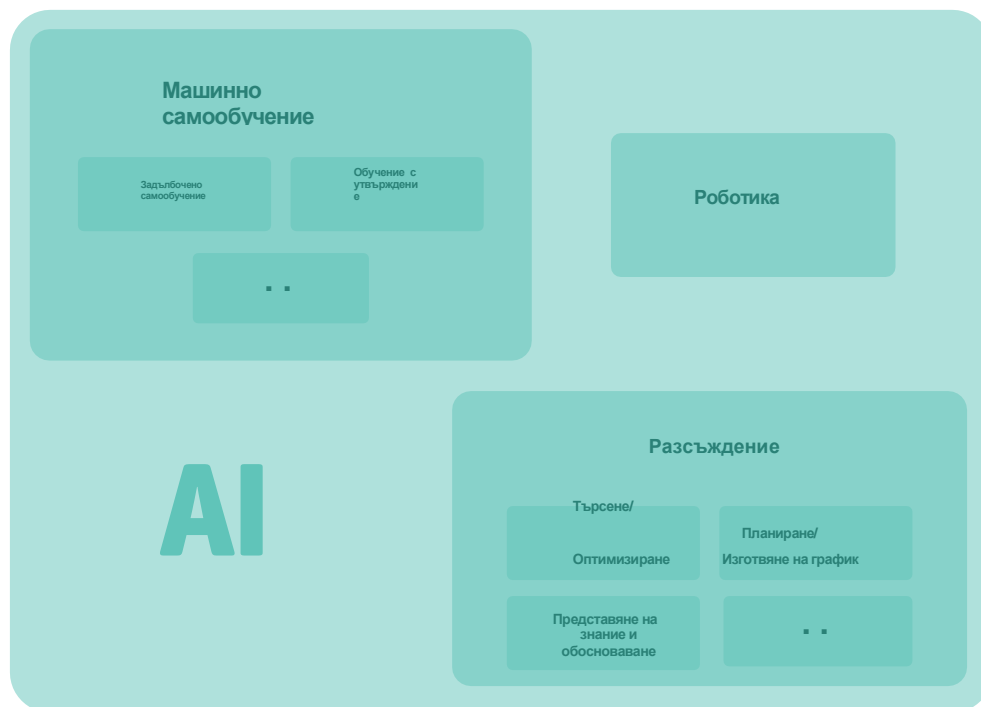 Машинно
самообучение
Задълбочено
самообучение
Обучение с
утвърждени
е
. .
Роботика
AI
Разсъждение
Търсене/
Оптимизиране
Планиране/
Изготвяне на график
Представяне на
знание и
обосноваване
. .